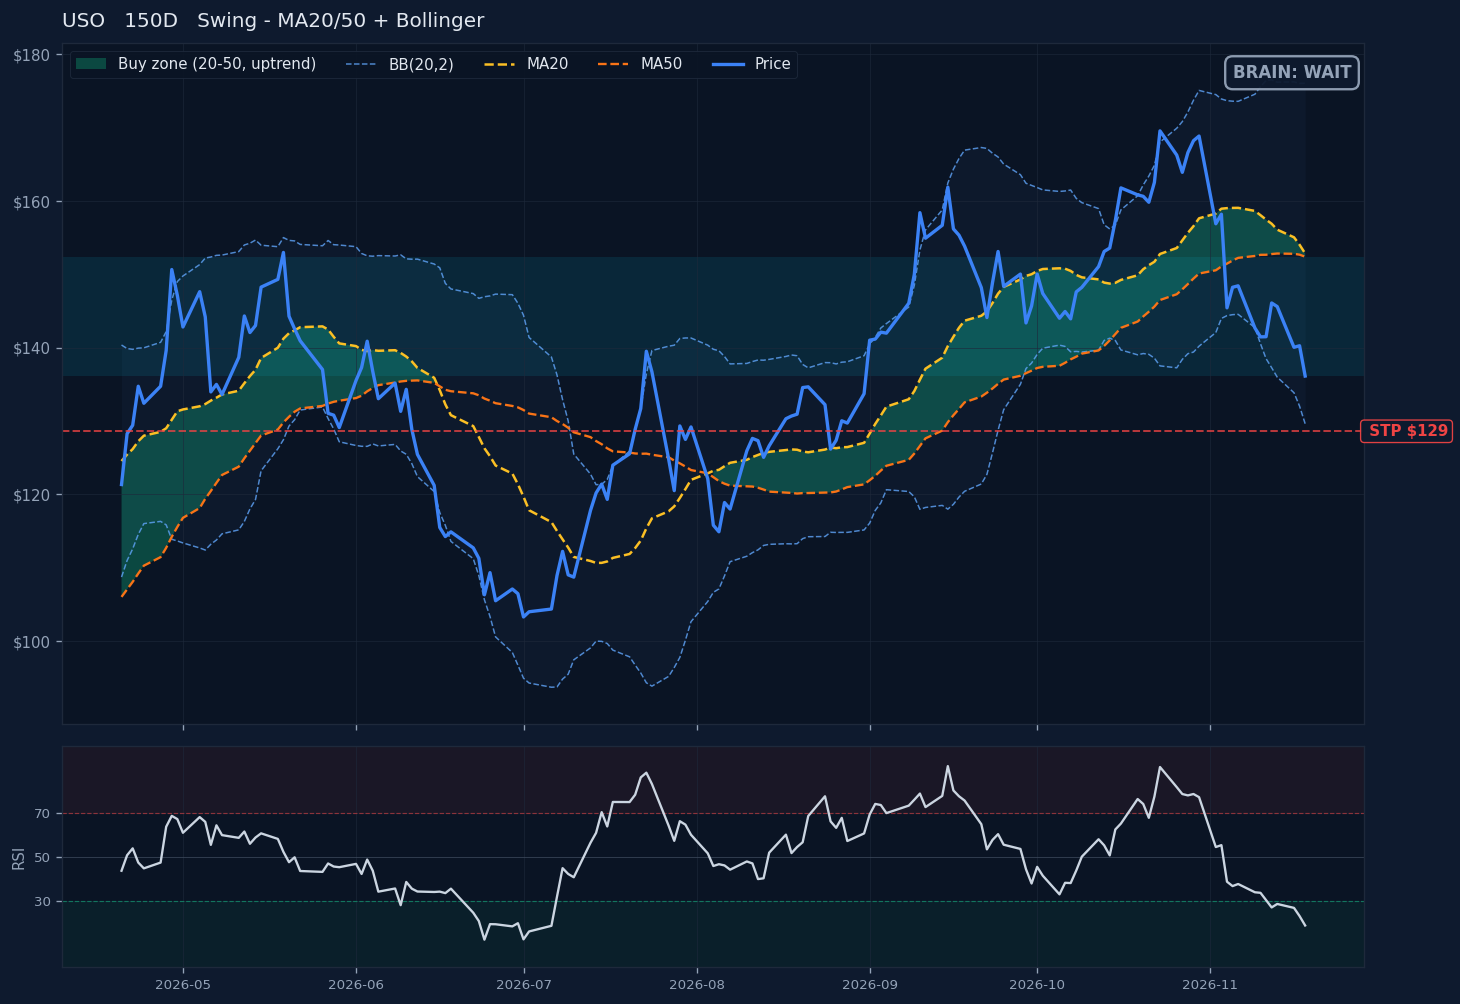 USO   150D   Swing - MA20/50 + Bollinger
$180
Buy zone (20-50, uptrend)   BB(20,2)   MA20   MA50   Price
BRAIN: WAIT
$160
$140
STP $129
$120
$100
70
50
30
RSI
2026-05   2026-06   2026-07   2026-08   2026-09   2026-10   2026-11